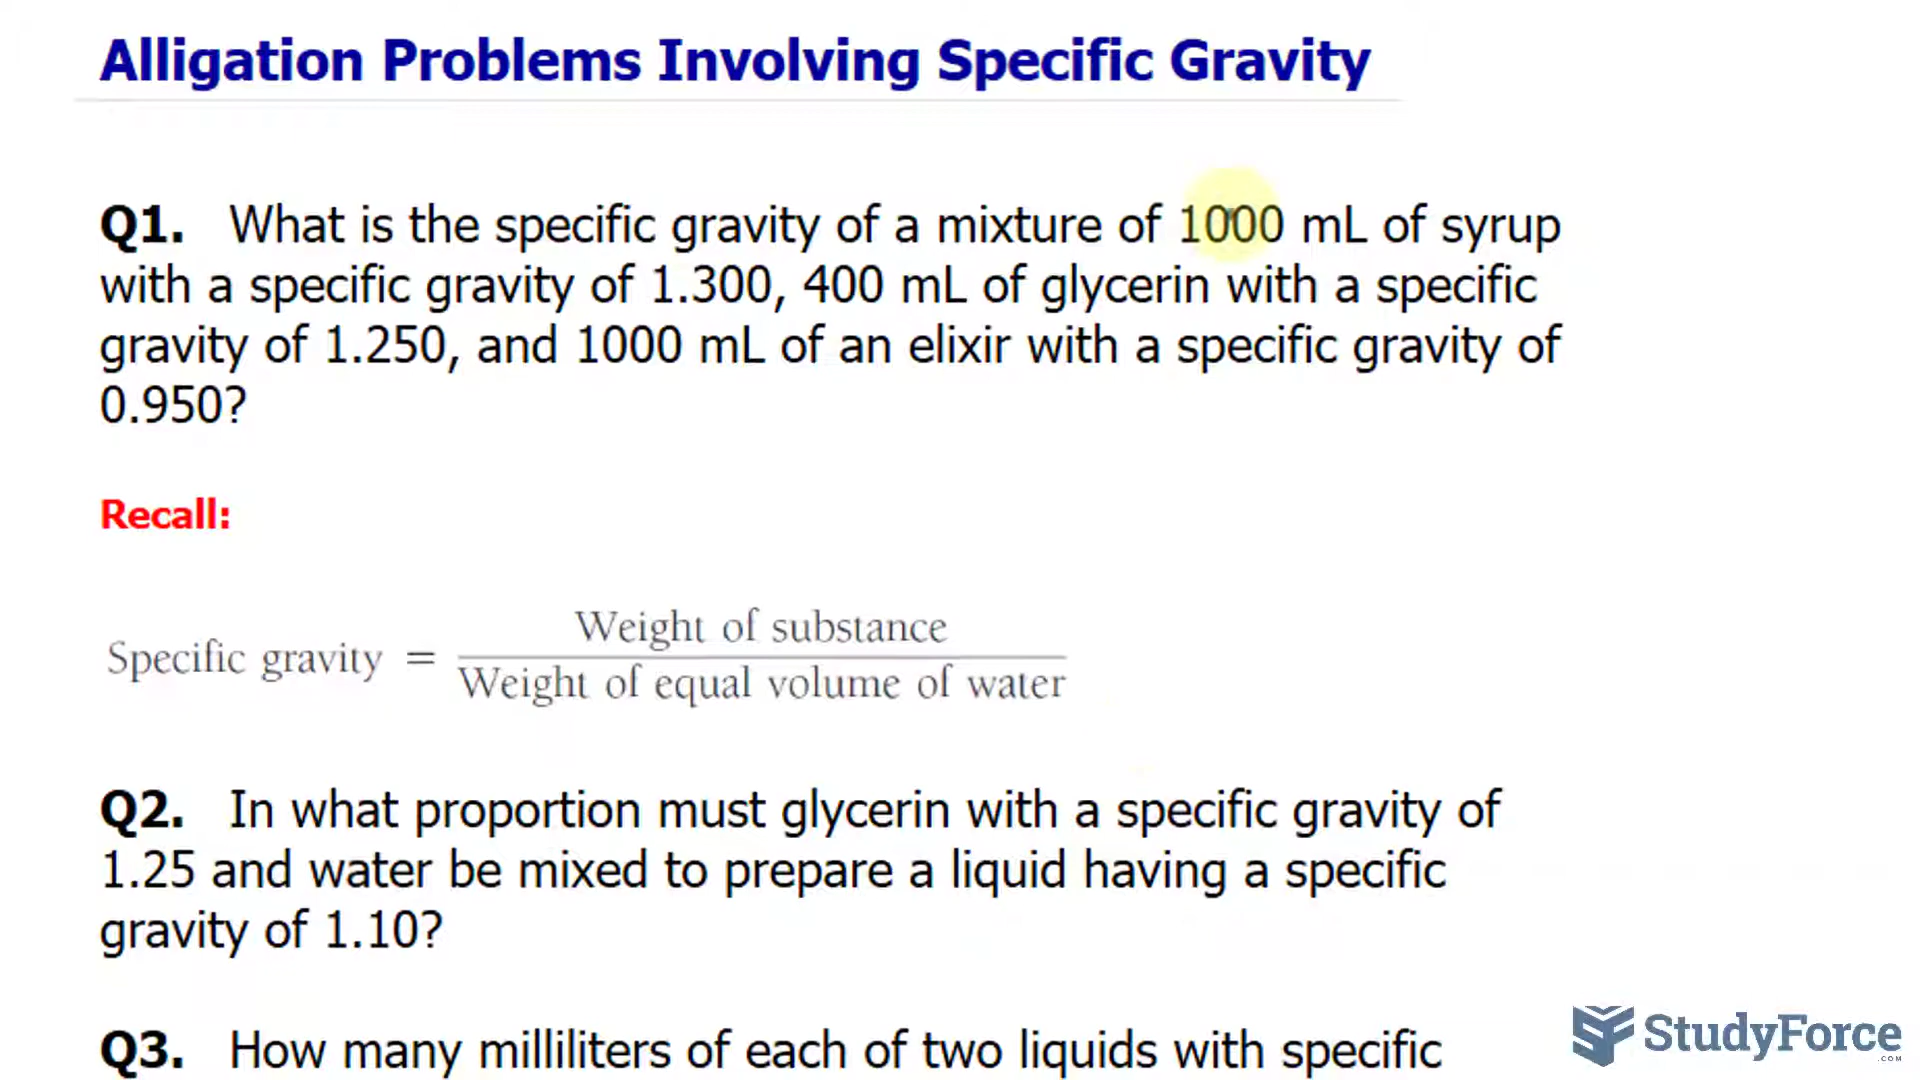 Alligation Problems Involving Specific Gravity
Q1. What is the specific gravity of a mixture of 1000 mL of syrup
with a specific gravity of 1.300, 400 mL of glycerin with a specific
gravity of 1.250, and 1000 mL of an elixir with a specific gravity of
0.950?
Recall:
Weight of substance
Specific gravity =
Weight of equal volume of water
Q2. In what proportion must glycerin with a specific gravity of
1.25 and water be mixed to prepare a liquid having a specific
gravity of 1.10?
Q3. How many milliliters of each of two liquids with specific
SF StudyForce
.COM